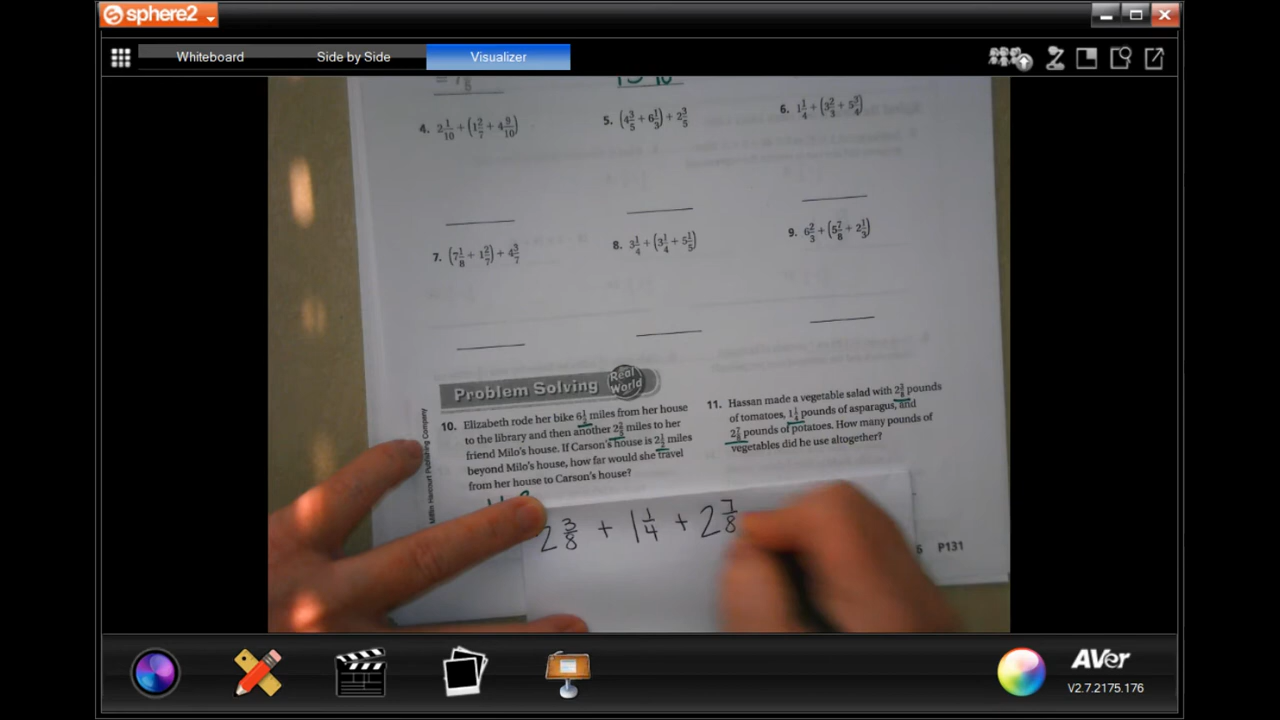 sphere2
Whiteboard Side by Side Visualizer
4. 2 1/10 + (1 2/7 + 4 9/10)
5. (4 3/5 + 6 1/3) + 2 3/5
6. 1 1/4 + (3 2/3 + 5 3/4)
7. (7 1/8 + 1 2/7) + 4 3/7
8. 3 1/4 + (3 1/4 + 5 1/5)
9. 6 2/3 + (5 7/8 + 2 1/3)
Problem Solving Real World
10. Elizabeth rode her bike 6 1/2 miles from her house
to the library and then another 2 2/5 miles to her
friend Milo's house. If Carson's house is 2 1/2 miles
beyond Milo's house, how far would she travel
from her house to Carson's house?
11. Hassan made a vegetable salad with 2 3/8 pounds
of tomatoes, 1 1/4 pounds of asparagus, and
2 7/8 pounds of potatoes. How many pounds of
vegetables did he use altogether?
2 3/8 + 1 1/4 + 2 7/8
P131
Harcourt Publishing Company
AVer
V2.7.2175.176